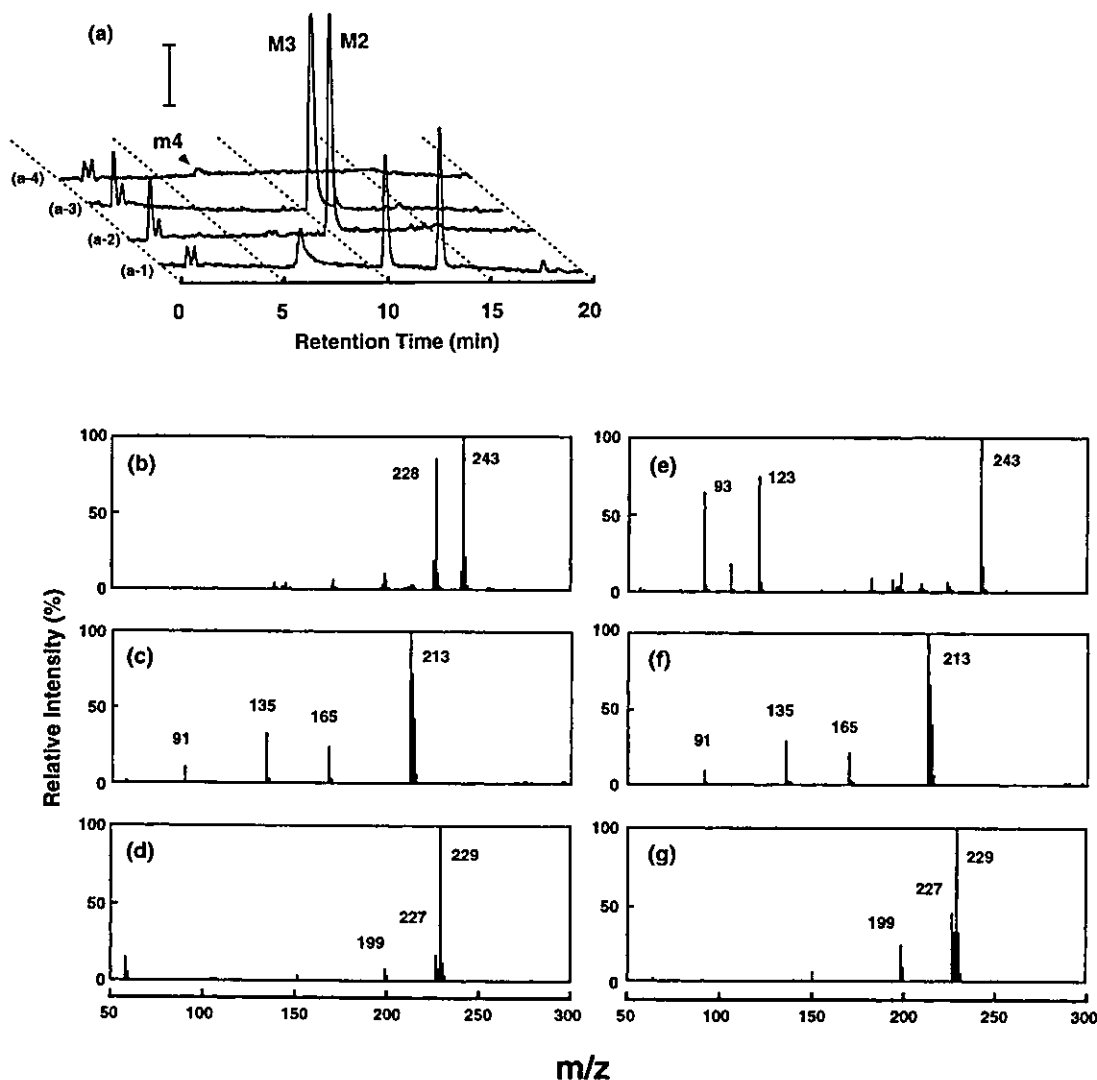 (a)
M3 M2
m4
(a-4)
(a-3)
(a-2)
(a-1)
0 5 10 15 20
Retention Time (min)
Relative Intensity (%)
100
50
0
(b)
228
243
100
50
0
(e)
93
123
243
100
50
0
(c)
91
135
165
213
100
50
0
(f)
91
135
165
213
100
50
0
(d)
199
227
229
50 100 150 200 250 300
100
50
0
(g)
199
227
229
50 100 150 200 250 300
m/z